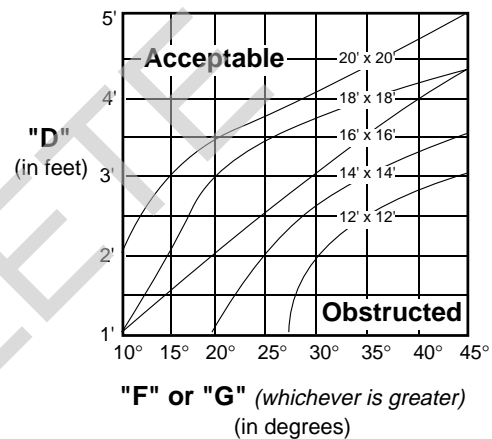 5'
Acceptable
20' x 20'
4'
18' x 18'
"D"
(in feet)
16' x 16'
3'
14' x 14'
12' x 12'
2'
Obstructed
1'
10° 15° 20° 25° 30° 35° 40° 45°
"F" or "G" (whichever is greater)
(in degrees)
ETE